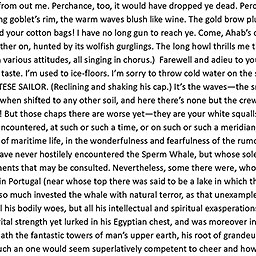 from out me. Perchance, too, it would have dropped ye dead. Perc
ng goblet's rim, the warm waves blush like wine. The gold brow plu
d your cotton bags! I have no long gun to reach ye. Come, Ahab's c
ther on, hunted by its wolfish gurglings. The long howl thrills me t
various attitudes, all singing in chorus.)  Farewell and adieu to yo
taste. I'm used to ice-floors. I'm sorry to throw cold water on the s
TESE SAILOR. (Reclining and shaking his cap.) It's the waves—the sn
when shifted to any other soil, and here there's none but the crew
! But those chaps there are worse yet—they are your white squalls
ncountered, at such or such a time, or on such or such a meridian
of maritime life, in the wonderfulness and fearfulness of the rumo
ave never hostilely encountered the Sperm Whale, but whose sole
ments that may be consulted. Nevertheless, some there were, who
in Portugal (near whose top there was said to be a lake in which th
so much invested the whale with natural terror, as that unexample
l his bodily woes, but all his intellectual and spiritual exasperation
ital strength yet lurked in his Egyptian chest, and was moreover in
ath the fantastic towers of man's upper earth, his root of grandeu
uch an one would seem superlatively competent to cheer and how